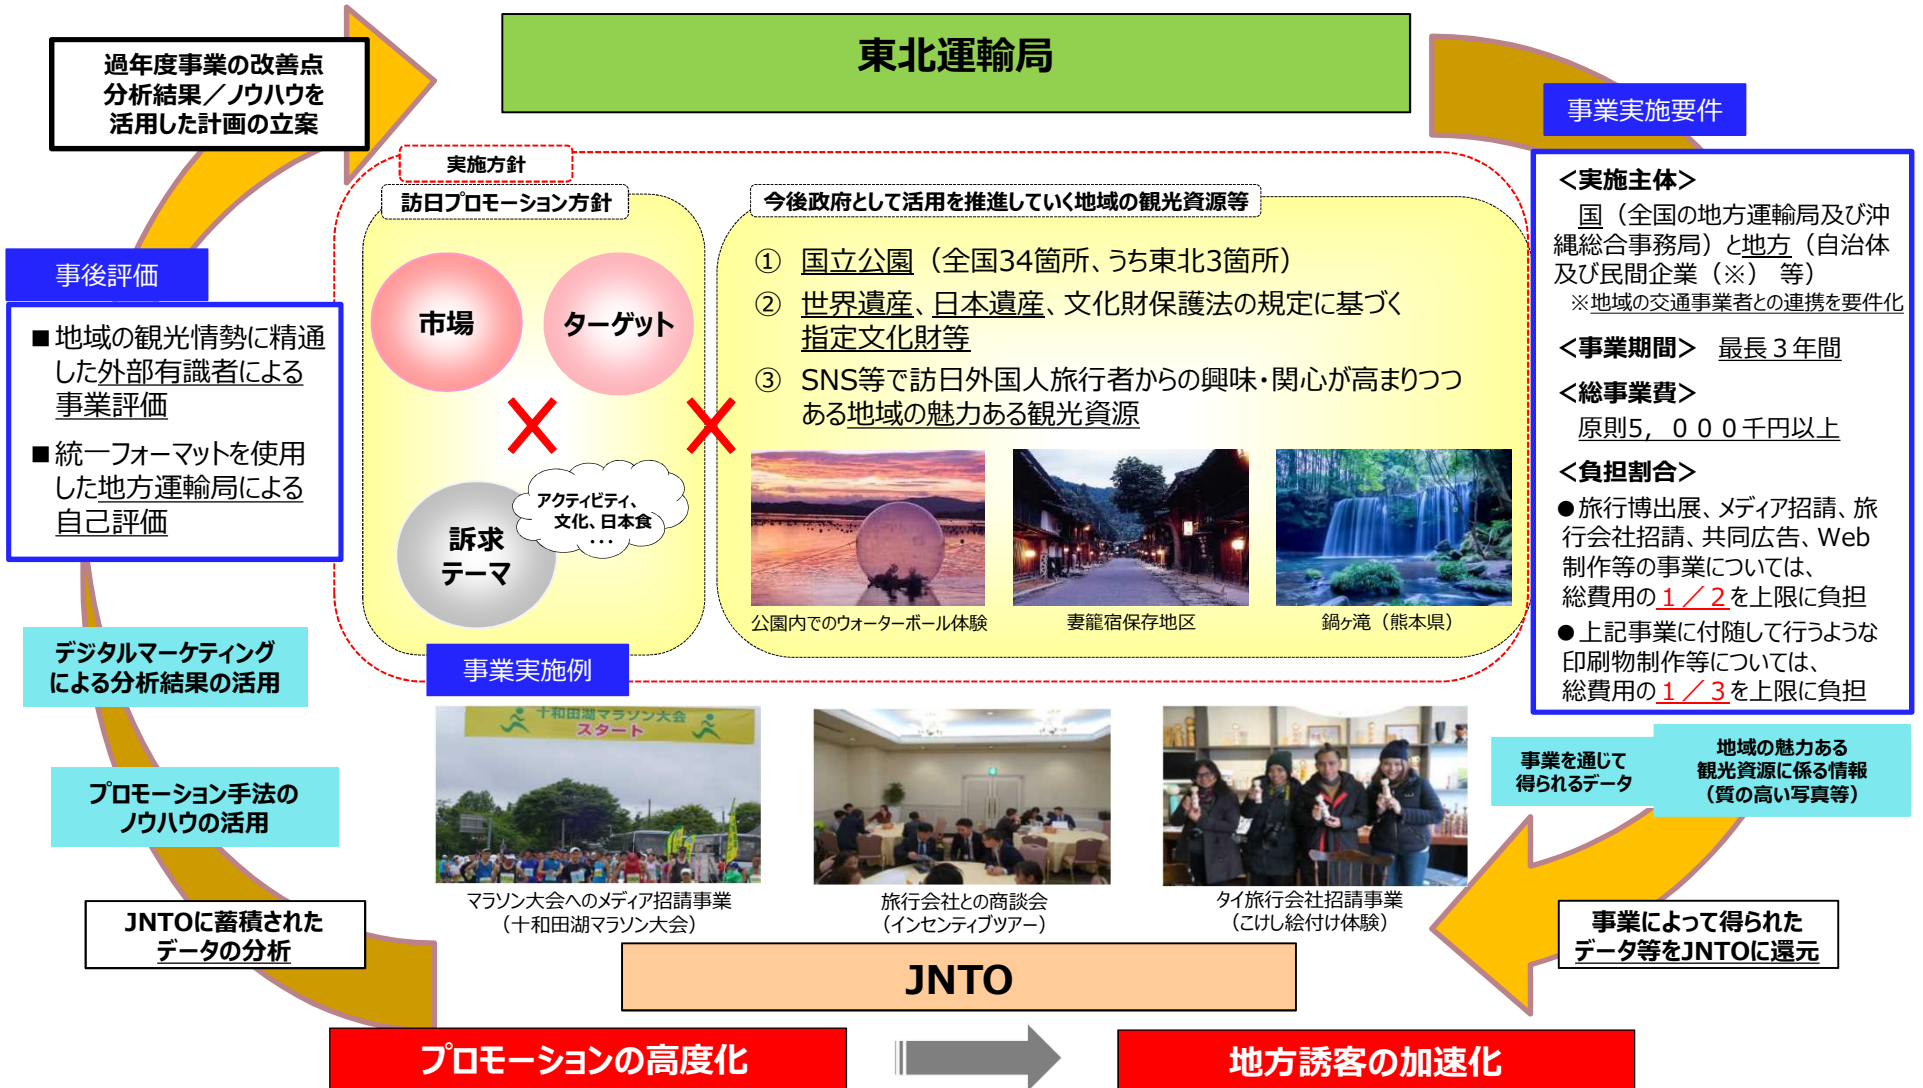 東北運輸局
過年度事業の改善点
分析結果／ノウハウを
活用した計画の立案
事業実施要件
＜実施主体＞
国（全国の地方運輸局及び沖
縄総合事務局）と地方（自治体
及び民間企業（※） 等）
※地域の交通事業者との連携を要件化
＜事業期間＞ 最長３年間
＜総事業費＞
原則5，０００千円以上
＜負担割合＞
●旅行博出展、メディア招請、旅
行会社招請、共同広告、Web
制作等の事業については、
総費用の１／２を上限に負担
●上記事業に付随して行うような
印刷物制作等については、
総費用の１／３を上限に負担
実施方針
訪日プロモーション方針
市場
ターゲット
訴求
テーマ
アクティビティ、
文化、日本食
・・・
今後政府として活用を推進していく地域の観光資源等
① 国立公園（全国34箇所、うち東北3箇所）
② 世界遺産、日本遺産、文化財保護法の規定に基づく
指定文化財等
③ SNS等で訪日外国人旅行者からの興味・関心が高まりつつ
ある地域の魅力ある観光資源
公園内でのウォーターボール体験
妻籠宿保存地区
鍋ヶ滝（熊本県）
事後評価
■地域の観光情勢に精通
した外部有識者による
事業評価
■統一フォーマットを使用
した地方運輸局による
自己評価
デジタルマーケティング
による分析結果の活用
プロモーション手法の
ノウハウの活用
JNTOに蓄積された
データの分析
事業実施例
十和田湖マラソン大会
スタート
マラソン大会へのメディア招請事業
（十和田湖マラソン大会）
旅行会社との商談会
（インセンティブツアー）
タイ旅行会社招請事業
（こけし絵付け体験）
事業を通じて
得られるデータ
地域の魅力ある
観光資源に係る情報
（質の高い写真等）
事業によって得られた
データ等をJNTOに還元
JNTO
プロモーションの高度化
地方誘客の加速化